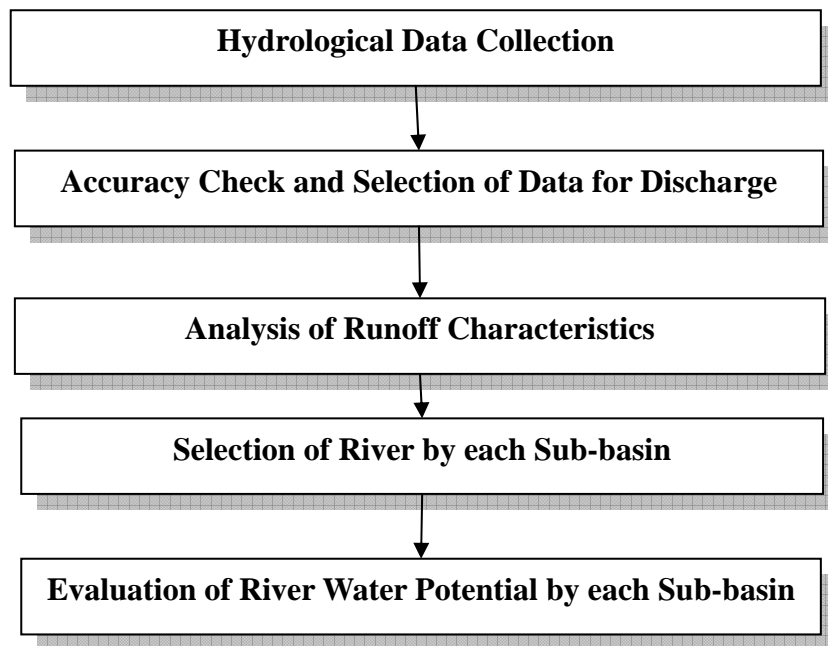 Hydrological Data Collection
Accuracy Check and Selection of Data for Discharge
Analysis of Runoff Characteristics
Selection of River by each Sub-basin
Evaluation of River Water Potential by each Sub-basin